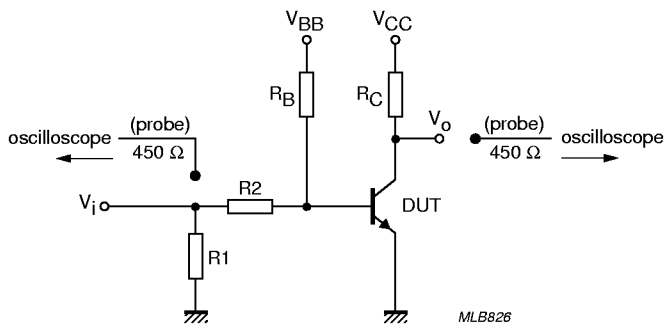 VBB
VCC
RB
RC
Vo
(probe)
oscilloscope
450 Ω
(probe)
oscilloscope
450 Ω
R2
Vi
DUT
R1
MLB826